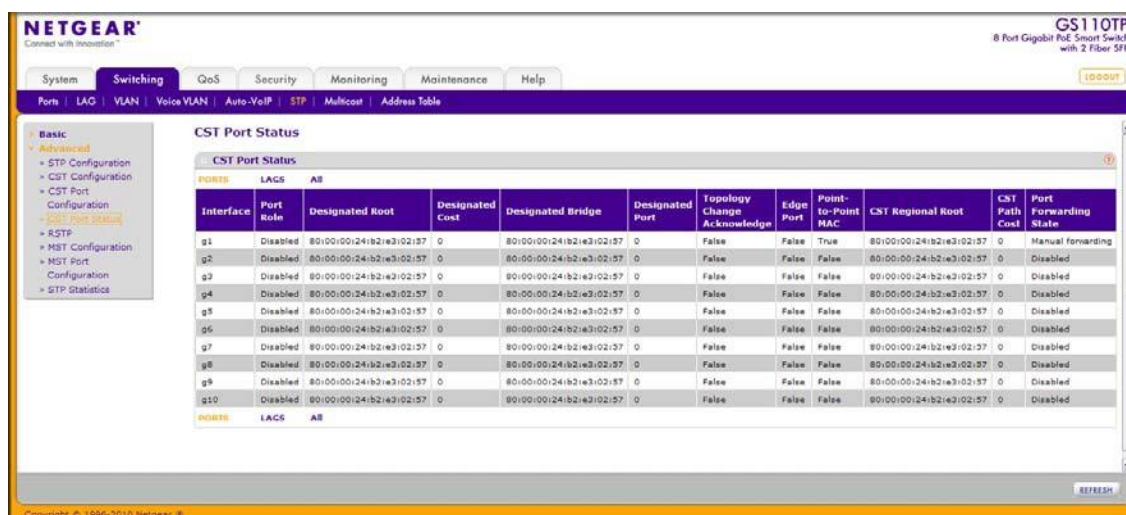 NETGEAR®
Connect with Innovation™
GS110TP
8 Port Gigabit PoE Smart Switch
with 2 Fiber SFP
System Switching QoS Security Monitoring Maintenance Help
LOGOUT
Ports | LAG | VLAN | Voice VLAN | Auto-VoIP | STP | Multicast | Address Table
Basic
Advanced
STP Configuration
CST Configuration
CST Port Configuration
CST Port Status
RSTP
MST Configuration
MST Port Configuration
STP Statistics
CST Port Status
CST Port Status
PORTS LAGS All
Interface Port Role Designated Root Designated Cost Designated Bridge Designated Port Topology Change Acknowledge Edge Port Point-to-Point MAC CST Regional Root CST Path Cost Port Forwarding State
g1 Disabled 80:00:00:24:b2:e3:02:57 0 80:00:00:24:b2:e3:02:57 0 False False True 80:00:00:24:b2:e3:02:57 0 Manual forwarding
g2 Disabled 80:00:00:24:b2:e3:02:57 0 80:00:00:24:b2:e3:02:57 0 False False False 80:00:00:24:b2:e3:02:57 0 Disabled
g3 Disabled 80:00:00:24:b2:e3:02:57 0 80:00:00:24:b2:e3:02:57 0 False False False 80:00:00:24:b2:e3:02:57 0 Disabled
g4 Disabled 80:00:00:24:b2:e3:02:57 0 80:00:00:24:b2:e3:02:57 0 False False False 80:00:00:24:b2:e3:02:57 0 Disabled
g5 Disabled 80:00:00:24:b2:e3:02:57 0 80:00:00:24:b2:e3:02:57 0 False False False 80:00:00:24:b2:e3:02:57 0 Disabled
g6 Disabled 80:00:00:24:b2:e3:02:57 0 80:00:00:24:b2:e3:02:57 0 False False False 80:00:00:24:b2:e3:02:57 0 Disabled
g7 Disabled 80:00:00:24:b2:e3:02:57 0 80:00:00:24:b2:e3:02:57 0 False False False 80:00:00:24:b2:e3:02:57 0 Disabled
g8 Disabled 80:00:00:24:b2:e3:02:57 0 80:00:00:24:b2:e3:02:57 0 False False False 80:00:00:24:b2:e3:02:57 0 Disabled
g9 Disabled 80:00:00:24:b2:e3:02:57 0 80:00:00:24:b2:e3:02:57 0 False False False 80:00:00:24:b2:e3:02:57 0 Disabled
g10 Disabled 80:00:00:24:b2:e3:02:57 0 80:00:00:24:b2:e3:02:57 0 False False False 80:00:00:24:b2:e3:02:57 0 Disabled
PORTS LAGS All
REFRESH
Copyright © 1996-2010 Netgear ®